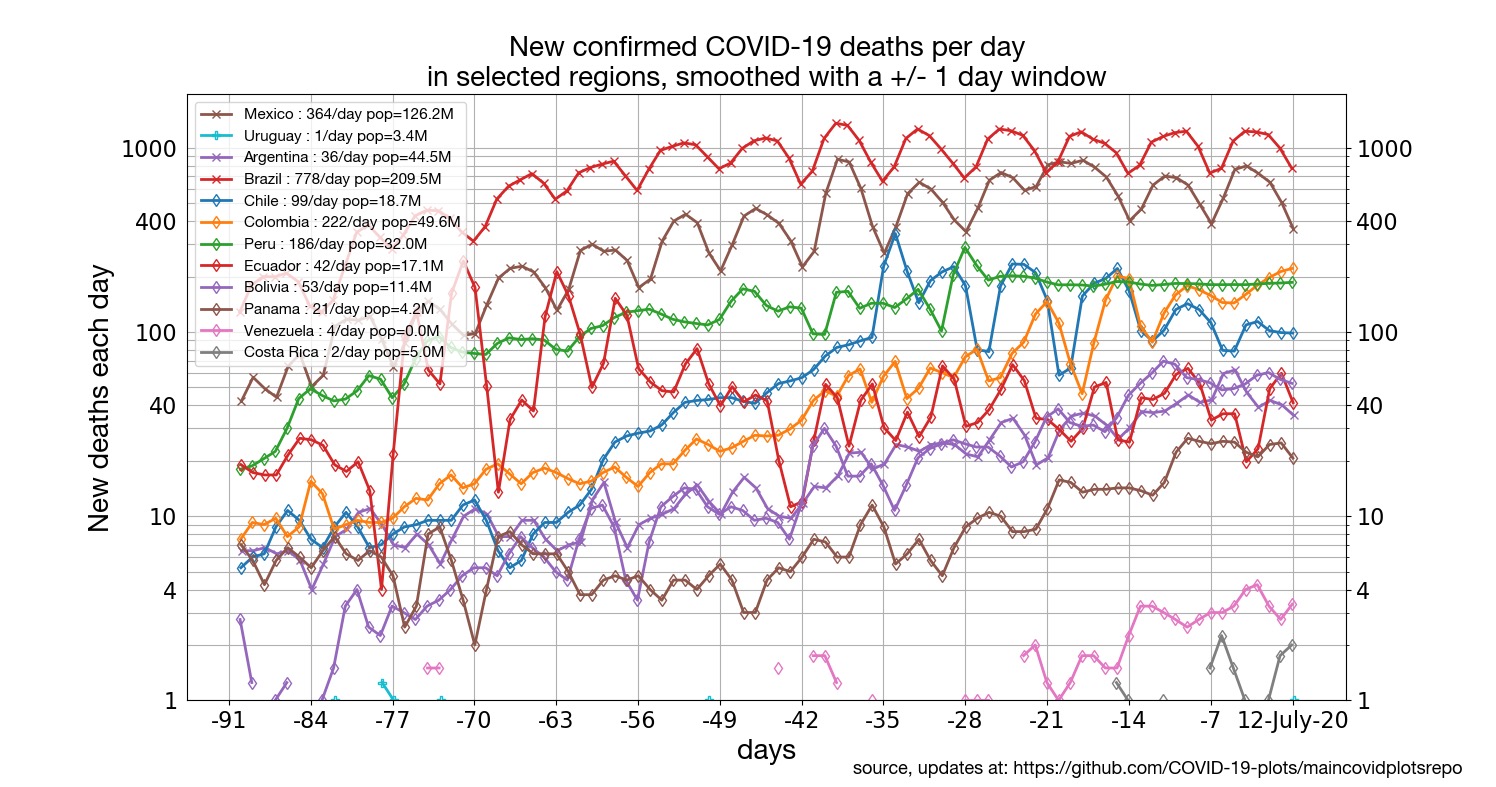 New confirmed COVID-19 deaths per day
in selected regions, smoothed with a +/- 1 day window
Mexico : 364/day pop=126.2M
Uruguay : 1/day pop=3.4M
Argentina : 36/day pop=44.5M
Brazil : 778/day pop=209.5M
Chile : 99/day pop=18.7M
Colombia : 222/day pop=49.6M
Peru : 186/day pop=32.0M
Ecuador : 42/day pop=17.1M
Bolivia : 53/day pop=11.4M
Panama : 21/day pop=4.2M
Venezuela : 4/day pop=0.0M
Costa Rica : 2/day pop=5.0M
New deaths each day
1000 1000
400 400
100 100
40 40
10 10
4 4
1 1
-91 -84 -77 -70 -63 -56 -49 -42 -35 -28 -21 -14 -7 12-July-20
days
source, updates at: https://github.com/COVID-19-plots/maincovidplotsrepo